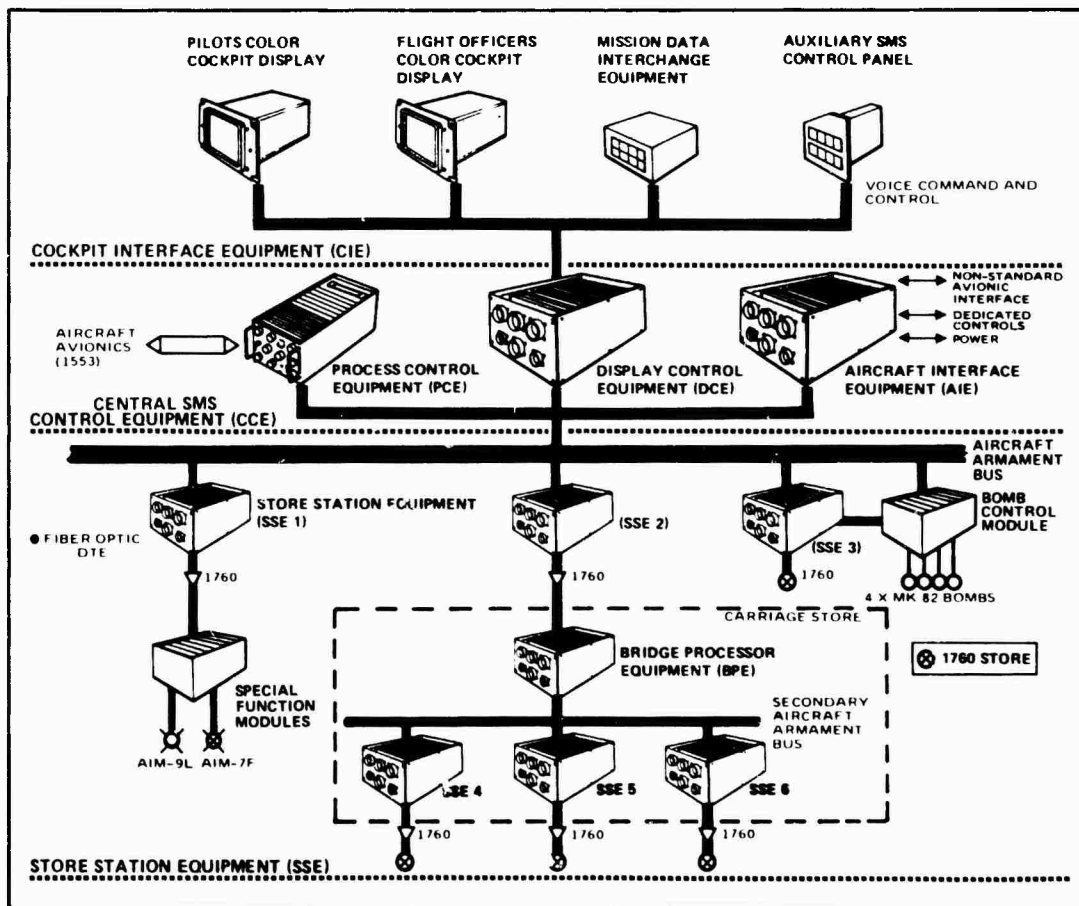 PILOTS COLOR
COCKPIT DISPLAY
FLIGHT OFFICERS
COLOR COCKPIT
DISPLAY
MISSION DATA
INTERCHANGE
EQUIPMENT
AUXILIARY SMS
CONTROL PANEL
VOICE COMMAND AND
CONTROL
COCKPIT INTERFACE EQUIPMENT (CIE)
AIRCRAFT
AVIONICS
(1553)
PROCESS CONTROL
EQUIPMENT (PCE)
DISPLAY CONTROL
EQUIPMENT (DCE)
NON-STANDARD
AVIONIC
INTERFACE
DEDICATED
CONTROLS
POWER
AIRCRAFT INTERFACE
EQUIPMENT (AIE)
CENTRAL SMS
CONTROL EQUIPMENT (CCE)
AIRCRAFT
ARMAMENT
BUS
STORE STATION EQUIPMENT
(SSE 1)
(SSE 2)
(SSE 3)
BOMB
CONTROL
MODULE
● FIBER OPTIC
DTE
1760
1760
1760
4 X MK 82 BOMBS
CARRIAGE STORE
BRIDGE PROCESSOR
EQUIPMENT (BPE)
1760 STORE
SPECIAL
FUNCTION
MODULES
SECONDARY
AIRCRAFT
ARMAMENT
BUS
AIM-9L AIM-7F
SSE 4
SSE 5
SSE 6
1760
1760
1760
STORE STATION EQUIPMENT (SSE)